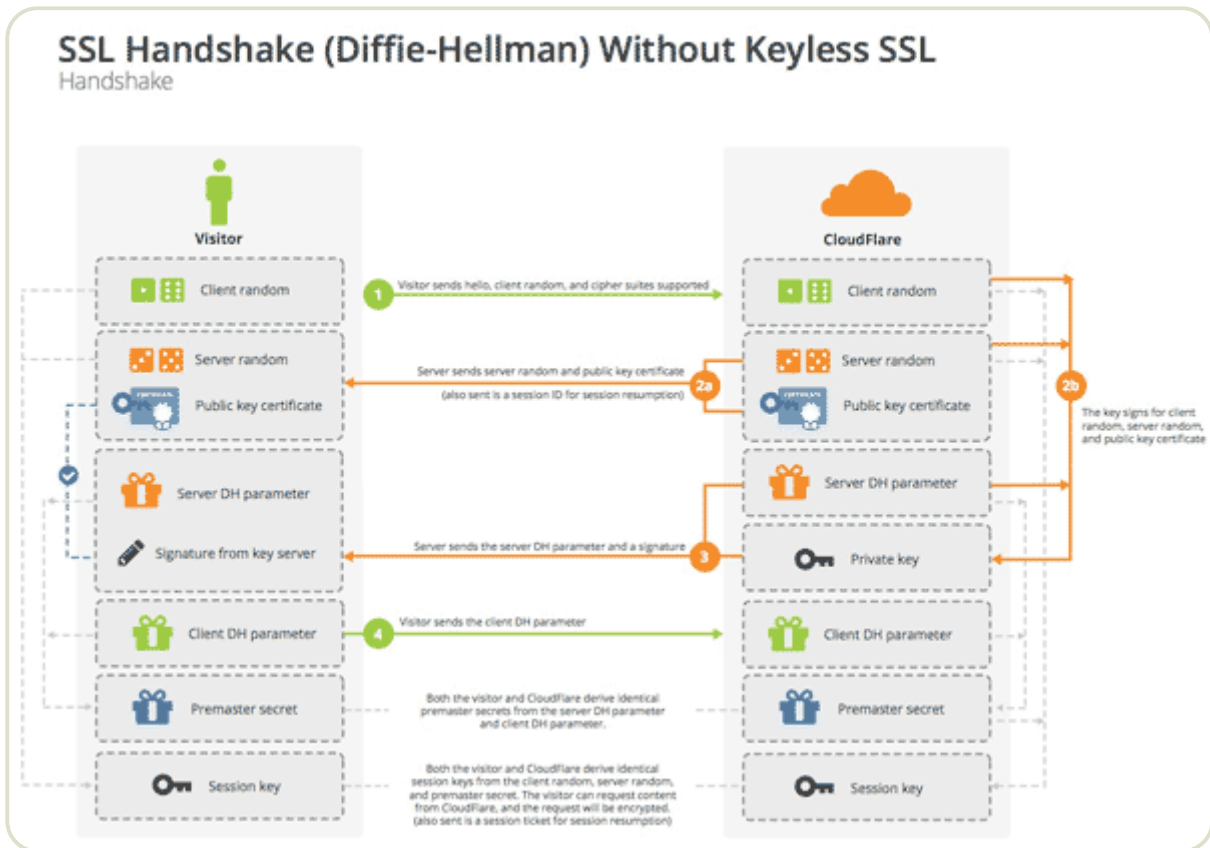 SSL Handshake (Diffie-Hellman) Without Keyless SSL
Handshake
Visitor
CloudFlare
Client random
1
Visitor sends hello, client random, and cipher suites supported
Client random
Server random
Public key certificate
Server sends server random and public key certificate
(also sent is a session ID for session resumption)
2a
Server random
Public key certificate
2b
The key signs for client
random, server random,
and public key certificate
Server DH parameter
Signature from key server
Server sends the server DH parameter and a signature
3
Server DH parameter
Private key
Client DH parameter
4
Visitor sends the client DH parameter
Client DH parameter
Premaster secret
Both the visitor and CloudFlare derive identical
premaster secrets from the server DH parameter
and client DH parameter.
Premaster secret
Session key
Both the visitor and CloudFlare derive identical
session keys from the client random, server random,
and premaster secret. The visitor can request content
from CloudFlare, and the request will be encrypted.
(also sent is a session ticket for session resumption)
Session key